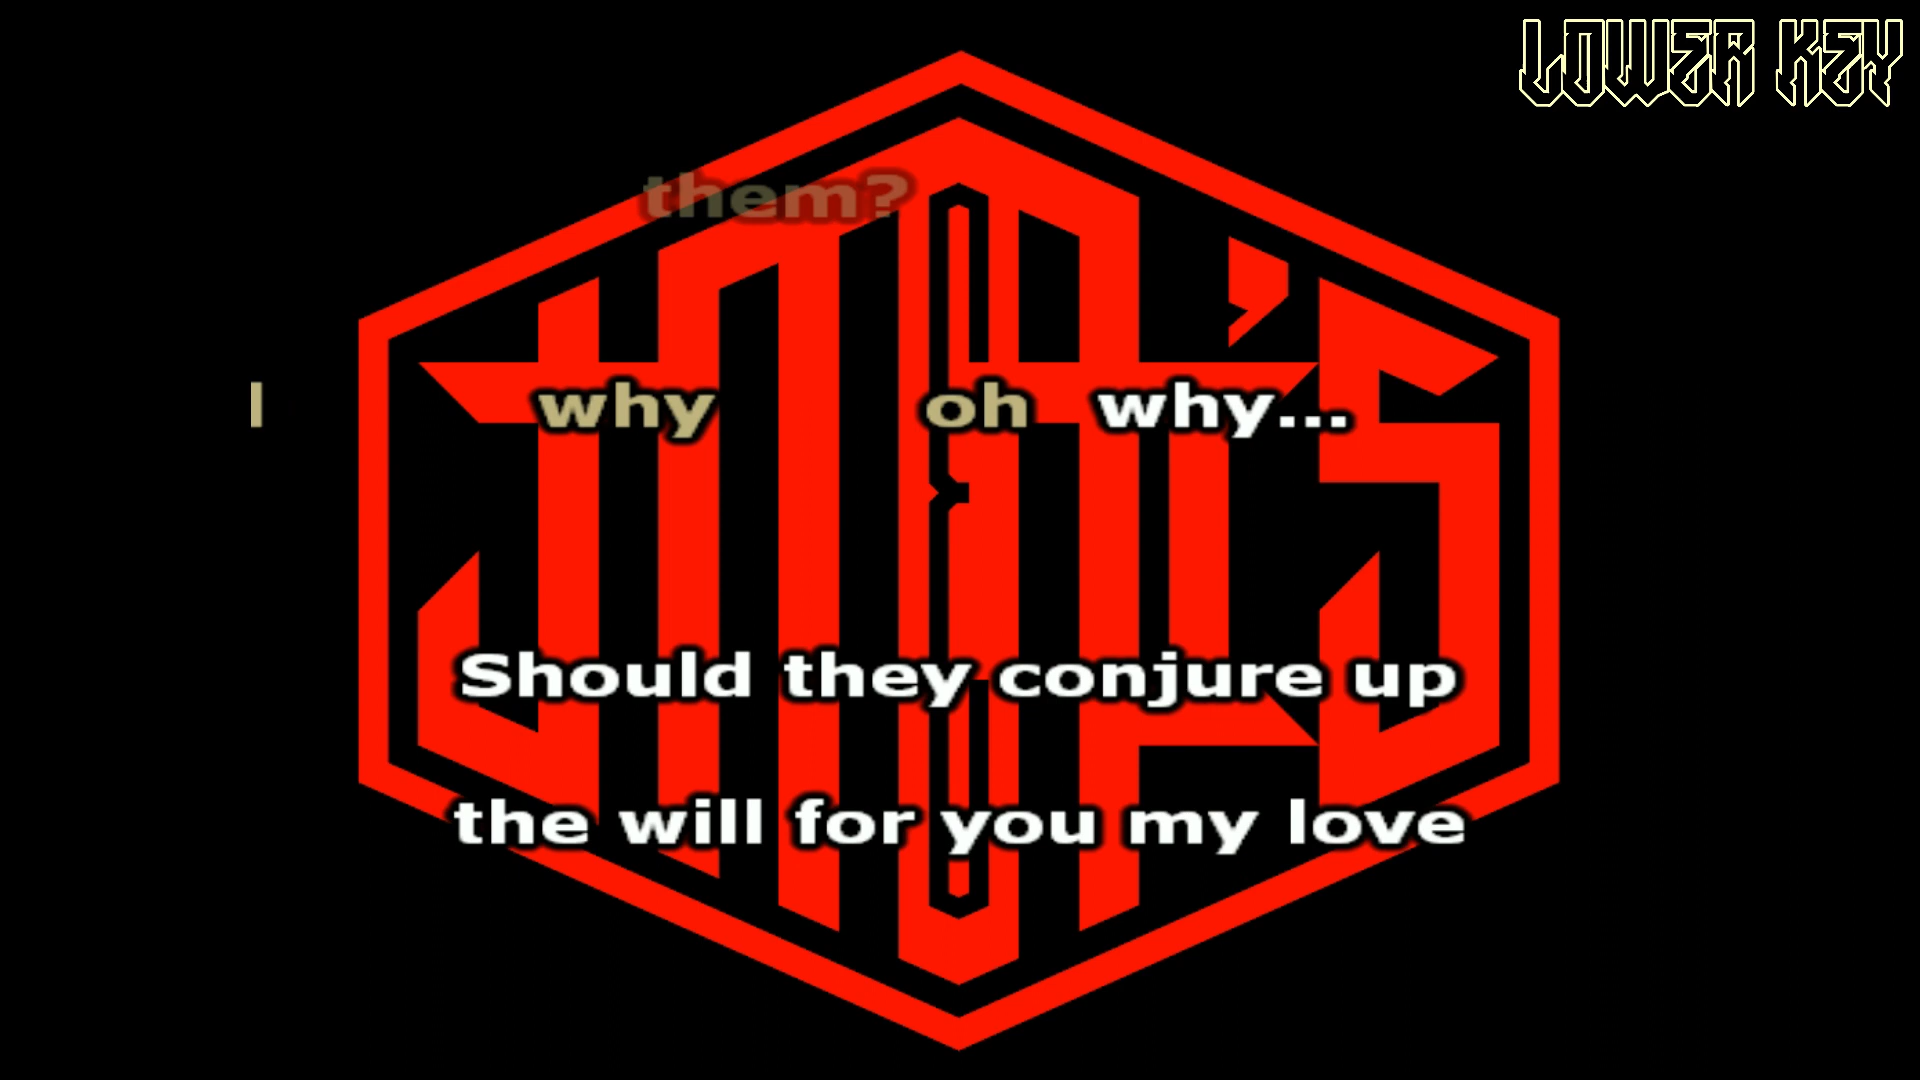 LOWER KEY
them?
I why oh why...
Should they conjure up
the will for you my love